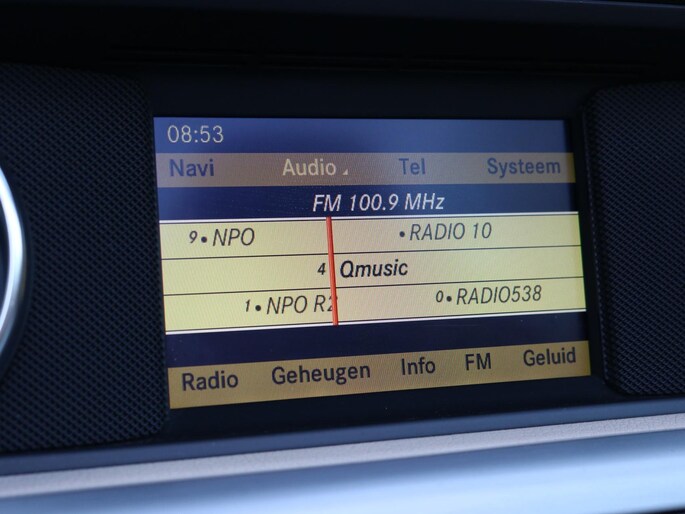 08:53
Navi Audio Tel Systeem
FM 100.9 MHz
9 • NPO • RADIO 10
4 Qmusic
1 • NPO R2 0 • RADIO538
Radio Geheugen Info FM Geluid